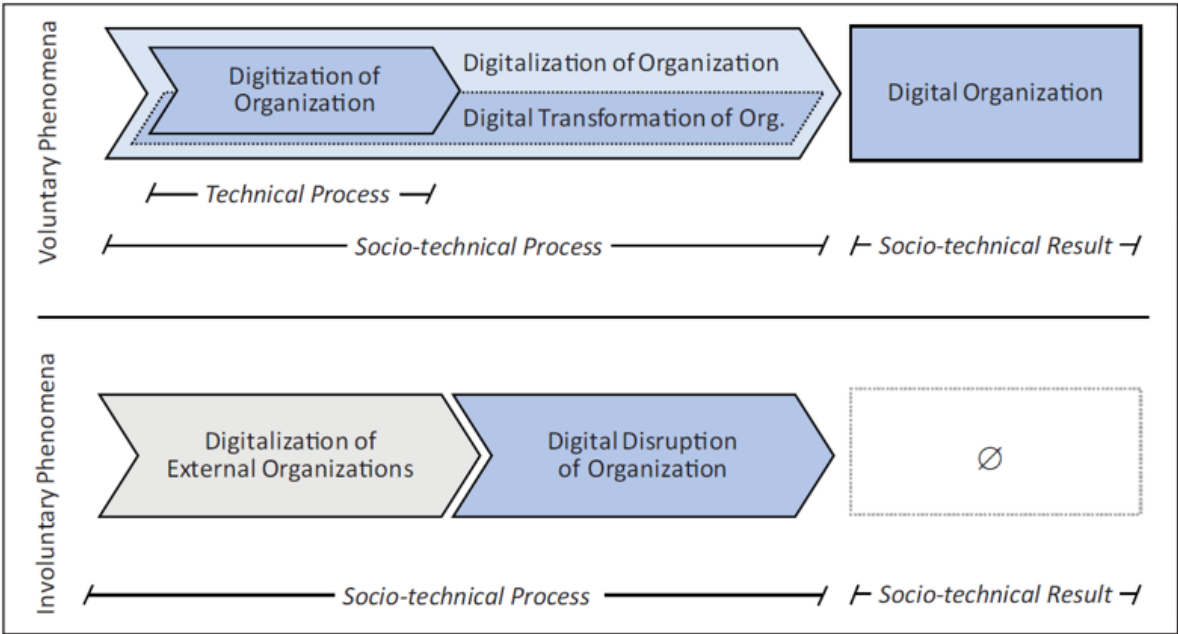 Voluntary Phenomena
Digitization of
Organization
Digitalization of Organization
Digital Transformation of Org.
Digital Organization
Technical Process
Socio-technical Process
Socio-technical Result
Involuntary Phenomena
Digitalization of
External Organizations
Digital Disruption
of Organization
∅
Socio-technical Process
Socio-technical Result